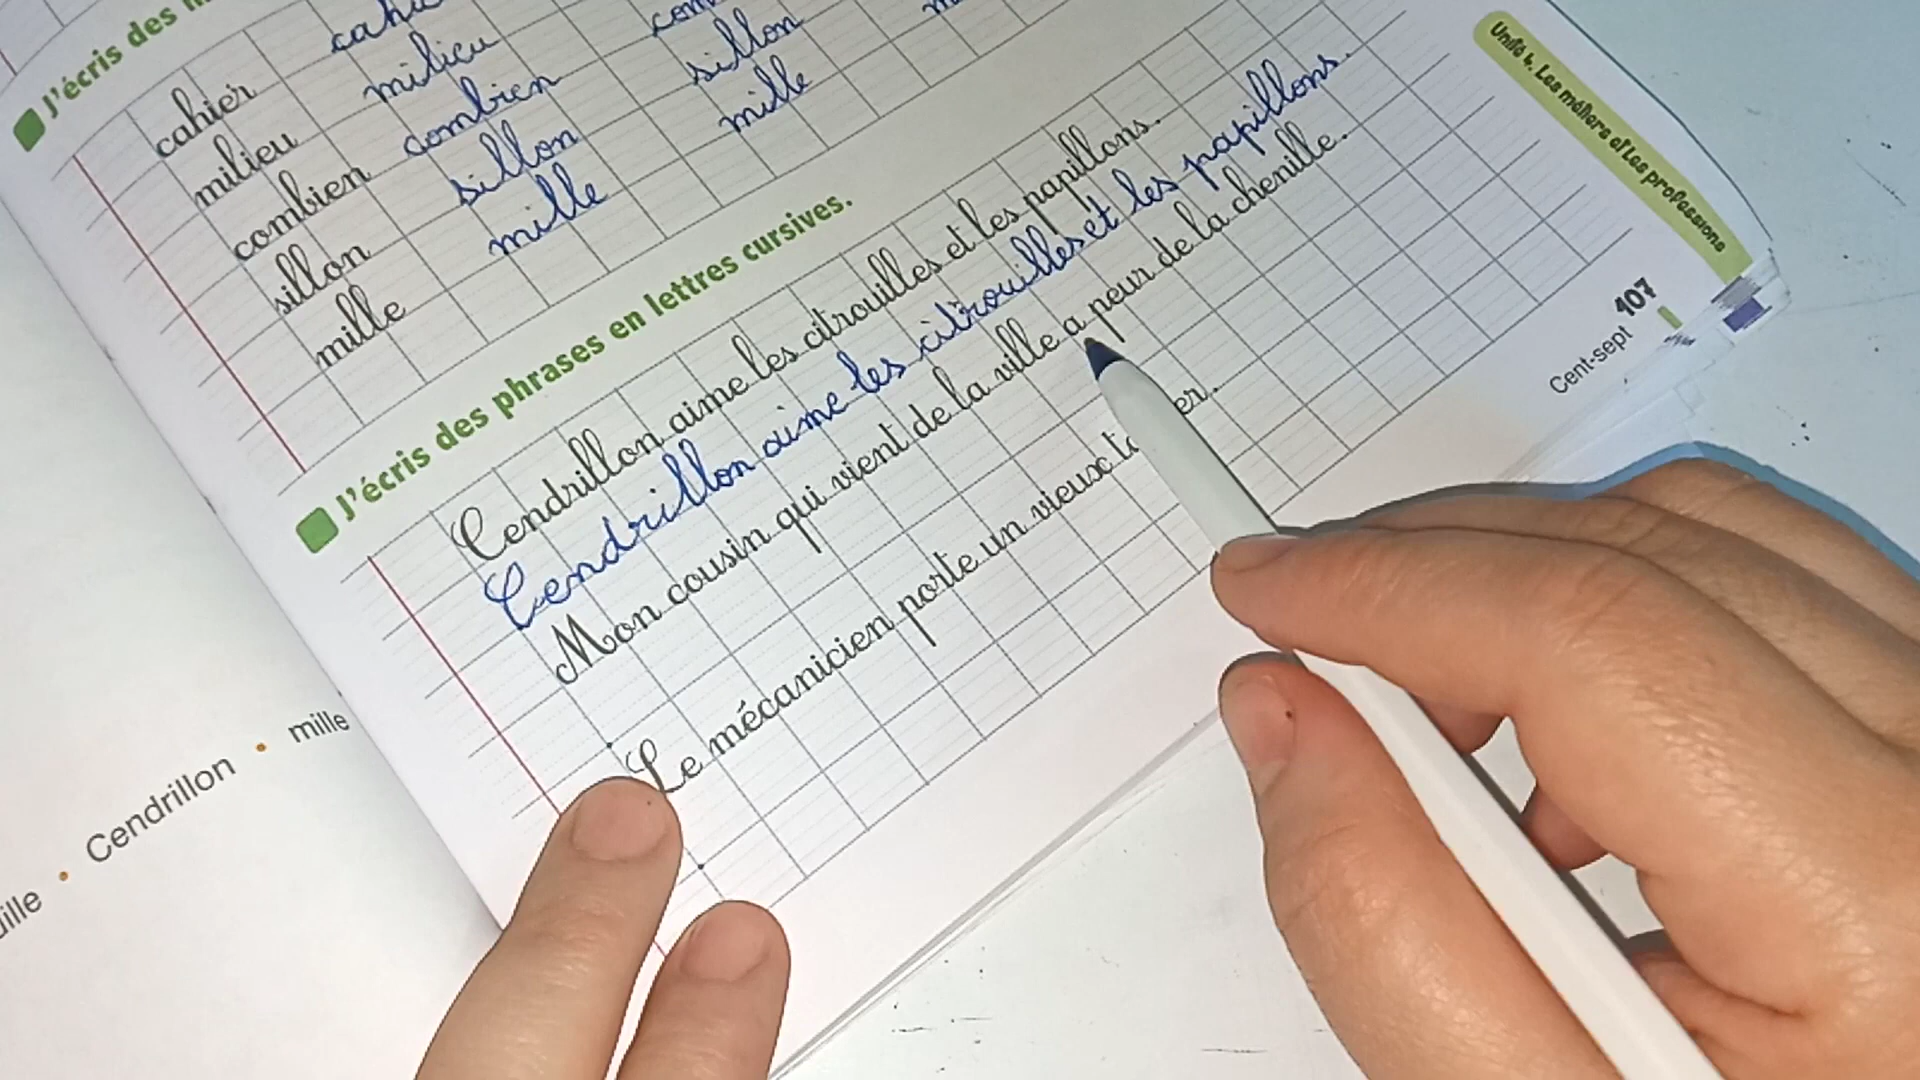 J'écris des
cahier
milieu milieu
combien combien
sillon sillon sillon
mille mille mille
J'écris des phrases en lettres cursives.
Cendrillon aime les citrouilles et les papillons.
Cendrillon aime les citrouilles et les papillons.
Mon cousin qui vient de la ville a peur de la chenille.
Le mécanicien porte un vieux
Unité 4. Les métiers et les professions
Cent-sept 107
Cendrillon • mille